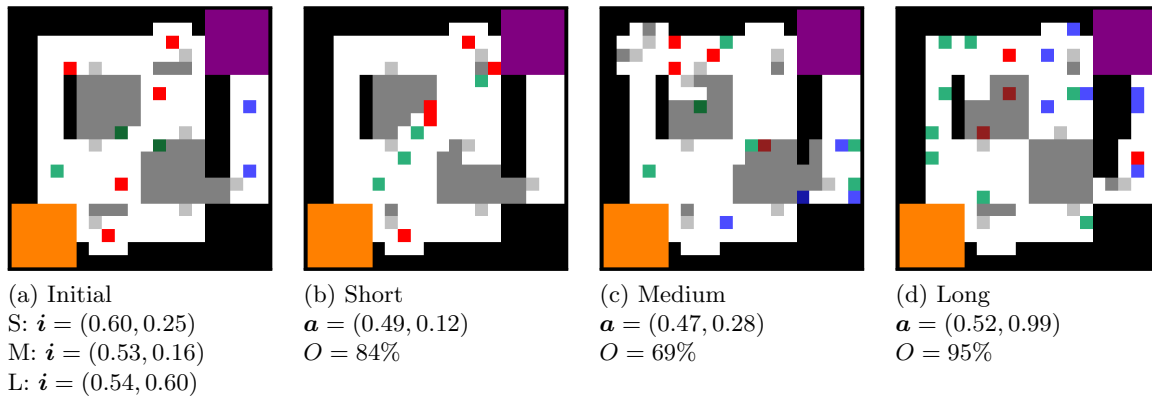 (a) Initial
S: i = (0.60, 0.25)
M: i = (0.53, 0.16)
L: i = (0.54, 0.60)
(b) Short
a = (0.49, 0.12)
O = 84%
(c) Medium
a = (0.47, 0.28)
O = 69%
(d) Long
a = (0.52, 0.99)
O = 95%